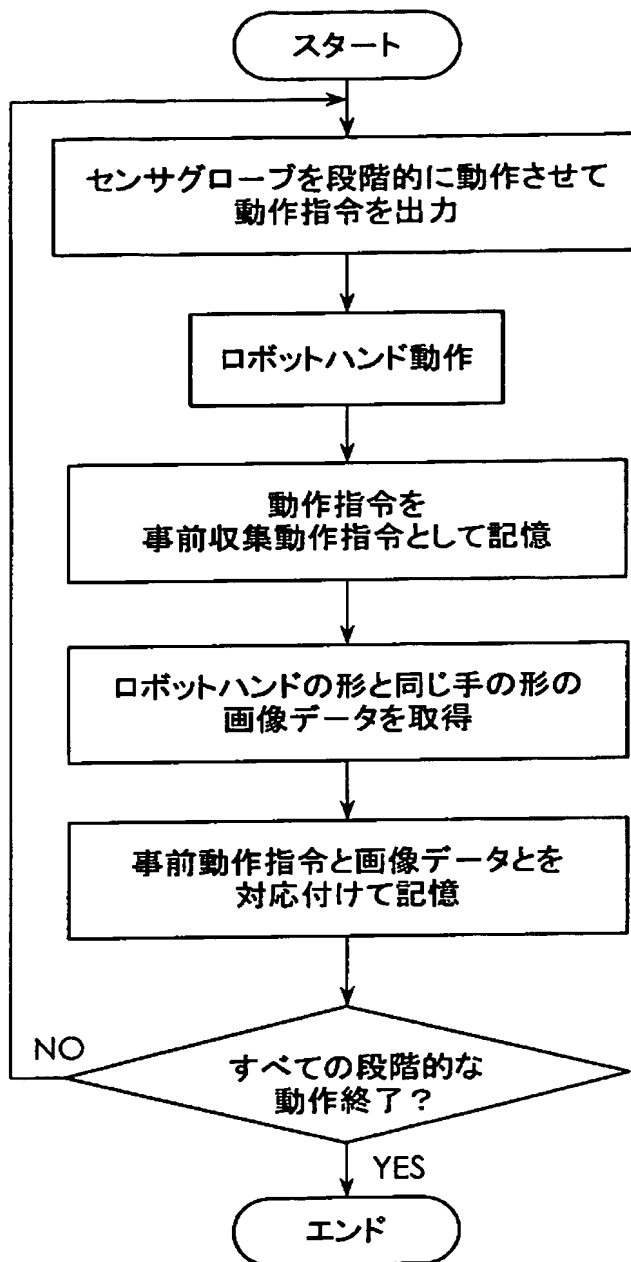 スタート
センサグローブを段階的に動作させて
動作指令を出力
ロボットハンド動作
動作指令を
事前収集動作指令として記憶
ロボットハンドの形と同じ手の形の
画像データを取得
事前動作指令と画像データとを
対応付けて記憶
すべての段階的な
動作終了？
NO
YES
エンド